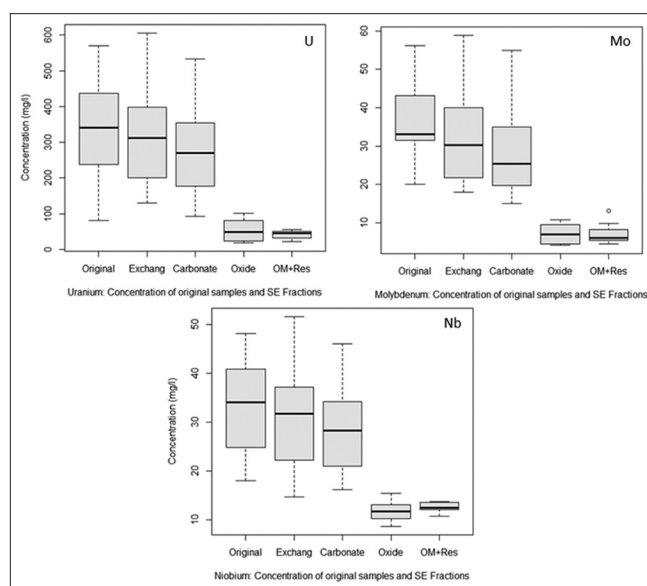 U
600
500
400
300
200
100
0
Concentration (mg/l)
Original Exchang Carbonate Oxide OM+Res
Uranium: Concentration of original samples and SE Fractions
Mo
60
50
40
30
20
10
Original Exchang Carbonate Oxide OM+Res
Molybdenum: Concentration of original samples and SE Fractions
Nb
50
40
30
20
10
Concentration (mg/l)
Original Exchang Carbonate Oxide OM+Res
Niobium: Concentration of original samples and SE Fractions